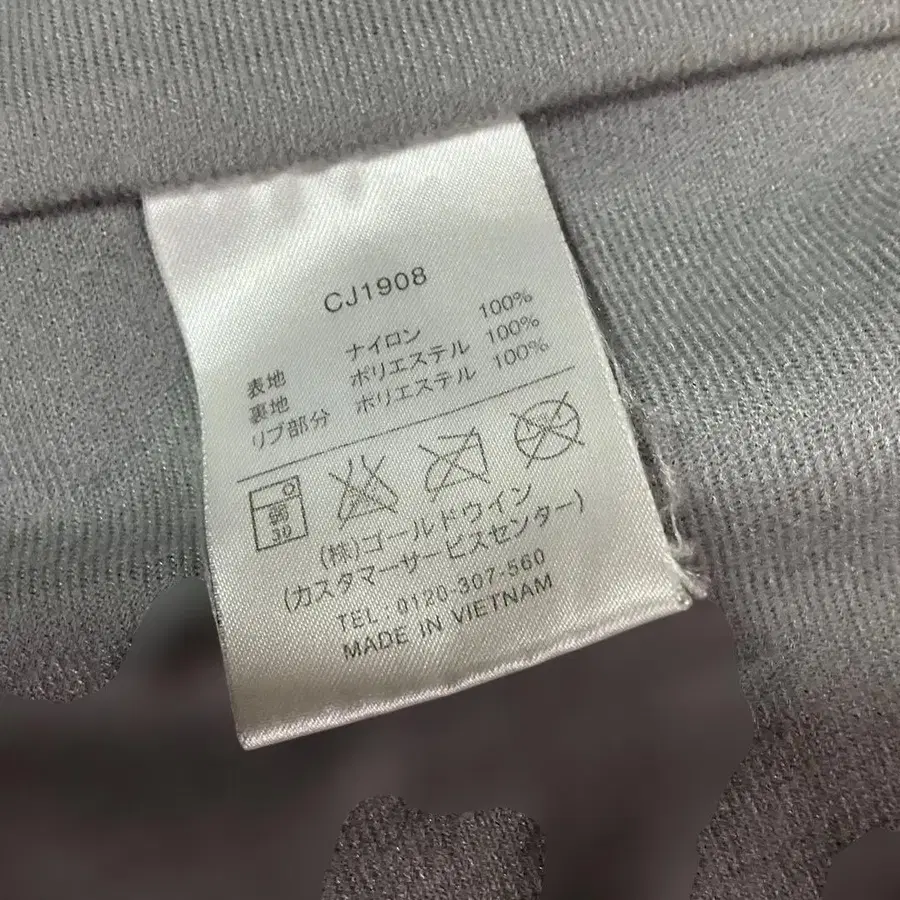 CJ1908
表地 ナイロン 100%
裏地 ポリエステル 100%
リブ部分 ポリエステル 100%
弱
30
(株)ゴールドウイン
(カスタマーサービスセンター)
TEL:0120-307-560
MADE IN VIETNAM